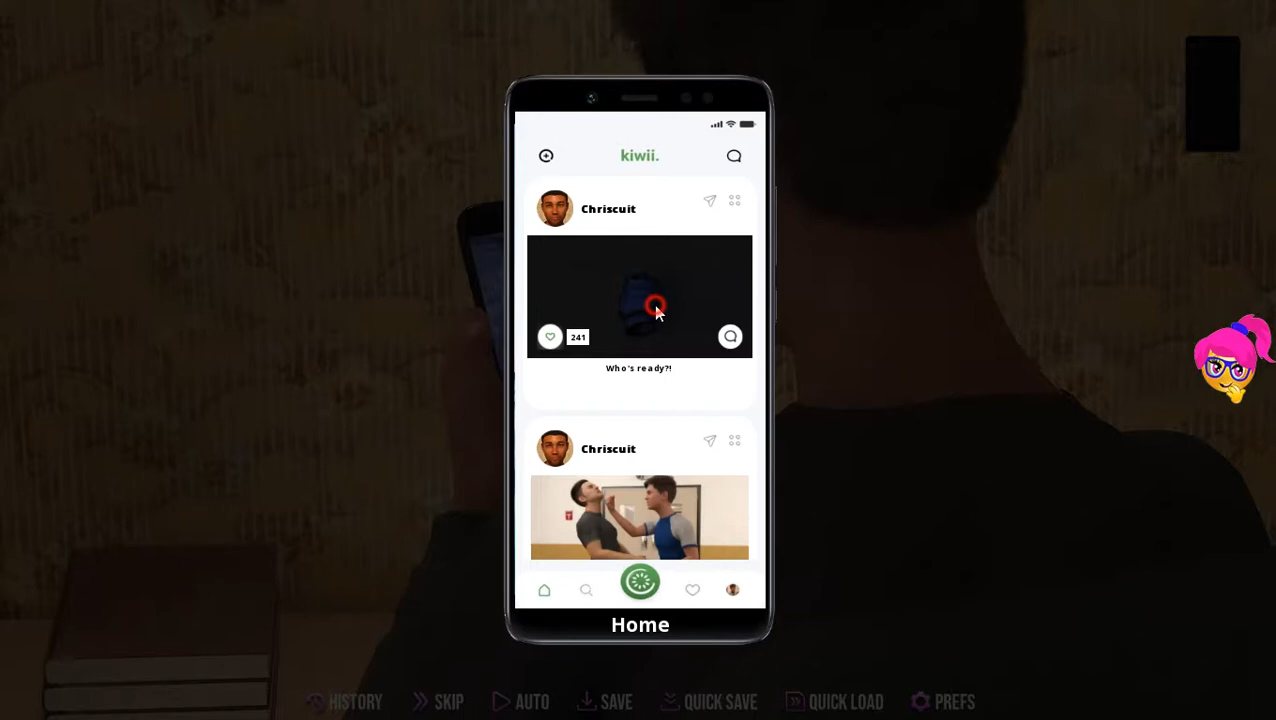 kiwii.
Chriscuit
241
Who's ready?!
Chriscuit
Home
HISTORY SKIP AUTO SAVE QUICK SAVE QUICK LOAD PREFS